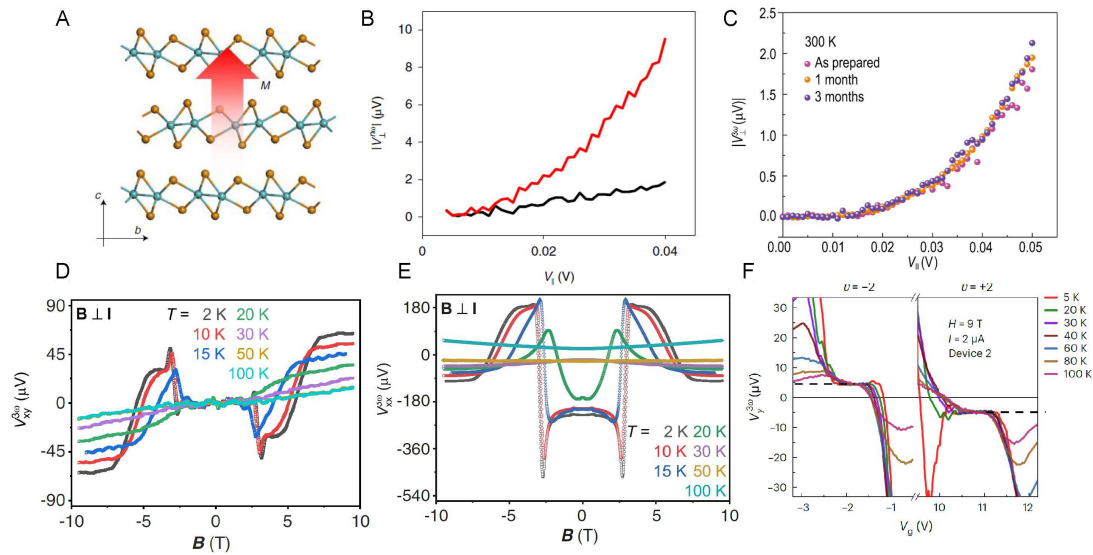 A
M
c
b
B
|V⊥^3ω| (μV)
10
8
6
4
2
0
0
0.02
0.04
V∥ (V)
C
|V⊥^3ω (μV)|
2.5
2.0
1.5
1.0
0.5
0.0
300 K
As prepared
1 month
3 months
0.00
0.01
0.02
0.03
0.04
0.05
V∥ (V)
D
V_xy^3ω (μV)
90
45
0
-45
-90
B ⊥ I
T = 2 K 20 K
10 K 30 K
15 K 50 K
100 K
-10
-5
0
5
10
B (T)
E
V_xx^3ω (μV)
180
0
-180
-360
-540
B ⊥ I
T =
2 K 20 K
10 K 30 K
15 K 50 K
100 K
-10
-5
0
5
10
B (T)
F
υ = −2
υ = +2
V_y^3ω (μV)
30
20
10
0
−10
−20
−30
H = 9 T
I = 2 μA
Device 2
5 K
20 K
30 K
40 K
60 K
80 K
100 K
−3
−2
−1
10
11
12
V_g (V)